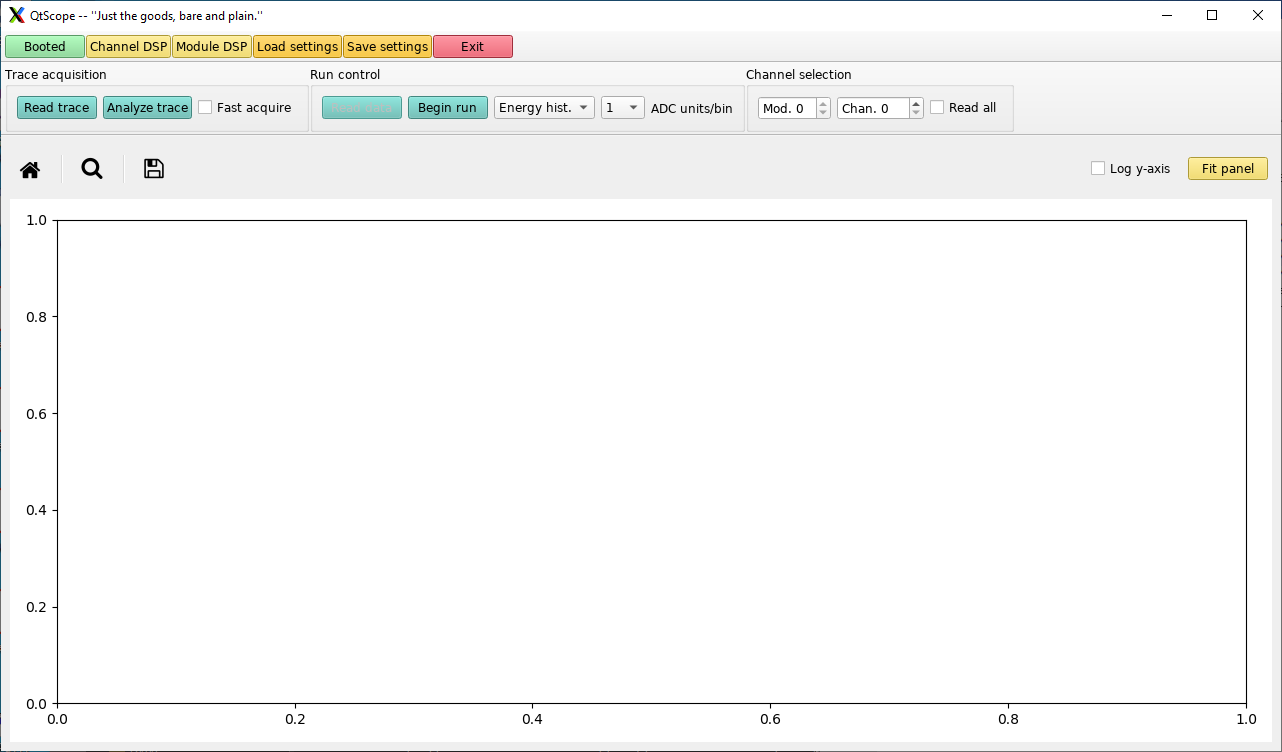 QtScope -- "Just the goods, bare and plain."
Booted Channel DSP Module DSP Load settings Save settings Exit
Trace acquisition Run control Channel selection
Read trace Analyze trace Fast acquire Read data Begin run Energy hist. 1 ADC units/bin Mod. 0 Chan. 0 Read all
Log y-axis Fit panel
1.0
0.8
0.6
0.4
0.2
0.0
0.0 0.2 0.4 0.6 0.8 1.0